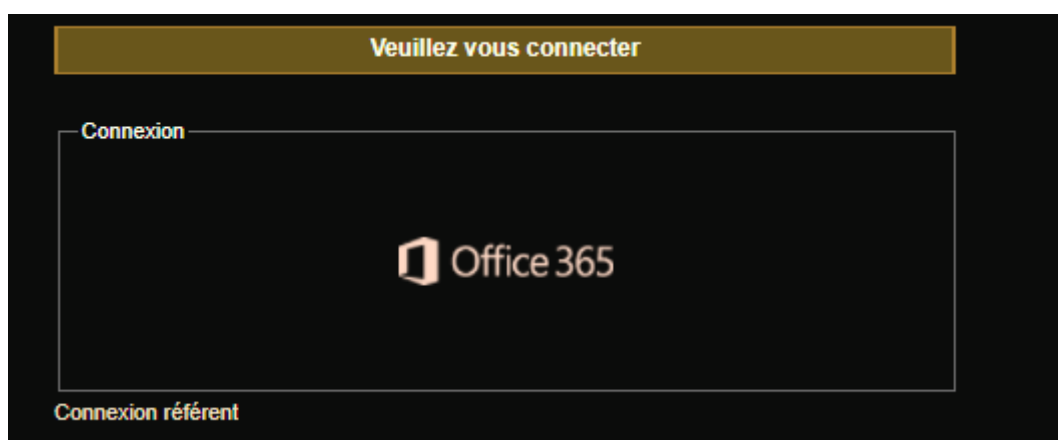 Veuillez vous connecter
Connexion
Office 365
Connexion référent